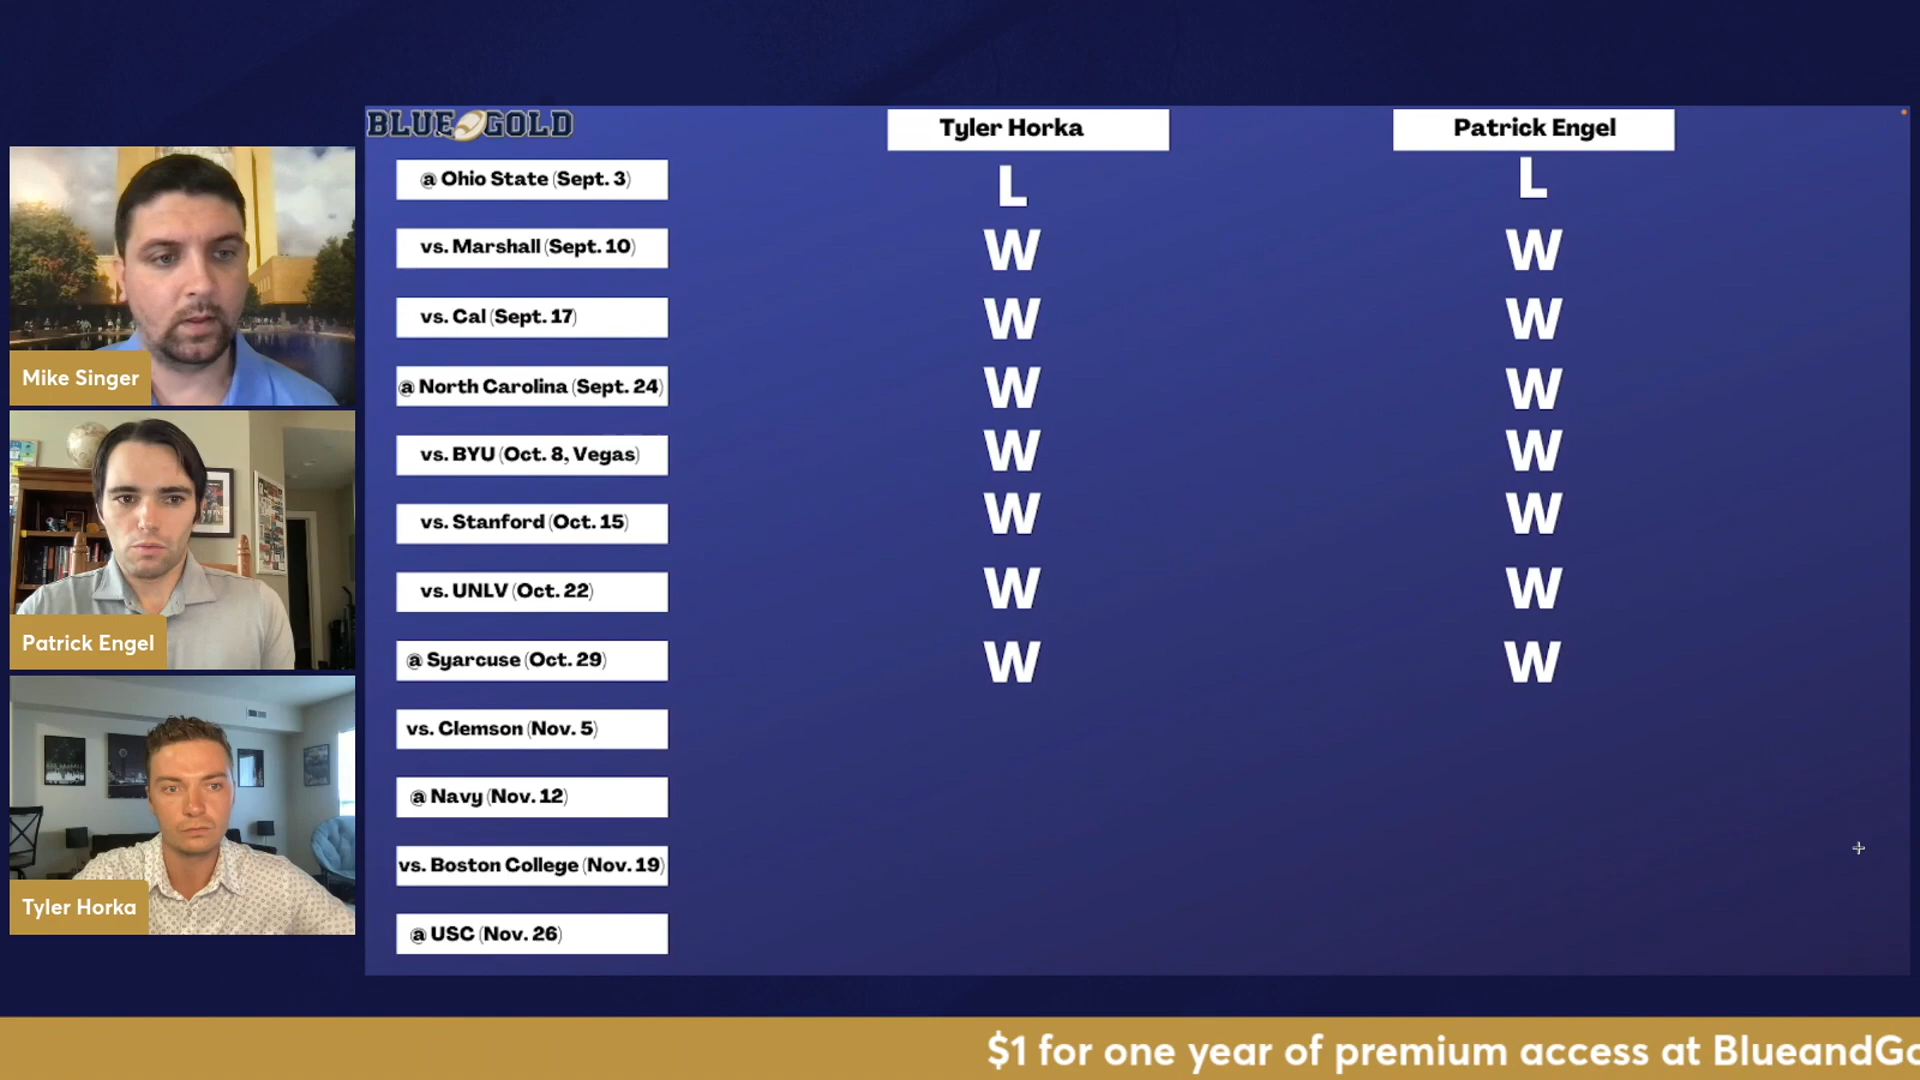 BLUE GOLD
Tyler Horka
Patrick Engel
@ Ohio State (Sept. 3)
L
L
vs. Marshall (Sept. 10)
W
W
vs. Cal (Sept. 17)
W
W
@ North Carolina (Sept. 24)
W
W
vs. BYU (Oct. 8, Vegas)
W
W
vs. Stanford (Oct. 15)
W
W
vs. UNLV (Oct. 22)
W
W
@ Syarcuse (Oct. 29)
W
W
vs. Clemson (Nov. 5)
@ Navy (Nov. 12)
vs. Boston College (Nov. 19)
@ USC (Nov. 26)
Mike Singer
Patrick Engel
Tyler Horka
$1 for one year of premium access at BlueandGo